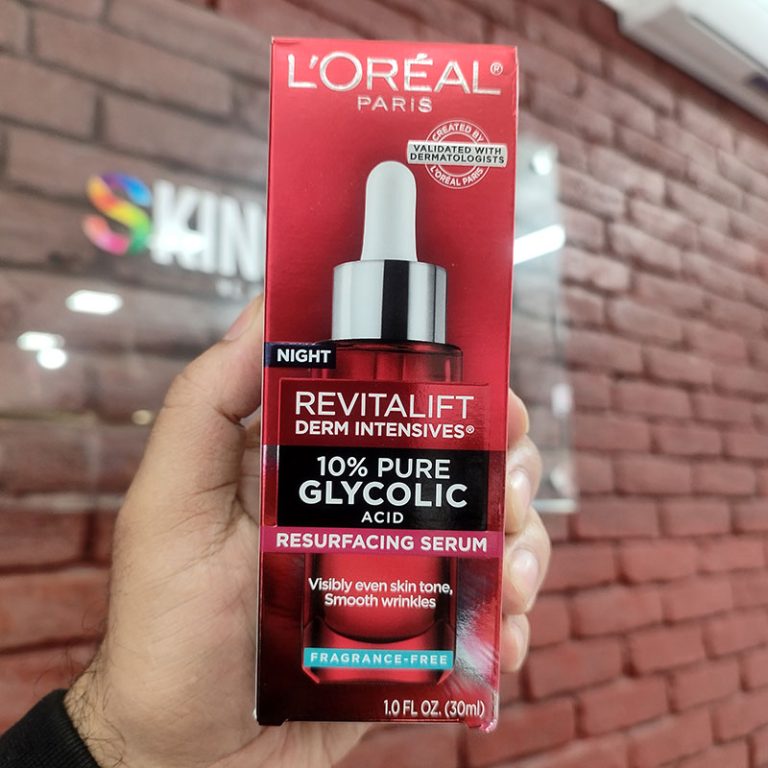 L'ORÉAL®
PARIS
CREATED BY
VALIDATED WITH
DERMATOLOGISTS
L'ORÉAL PARIS
SKIN
NIGHT
REVITALIFT
DERM INTENSIVES®
10% PURE
GLYCOLIC
ACID
RESURFACING SERUM
Visibly even skin tone,
Smooth wrinkles
FRAGRANCE-FREE
1.0 FL OZ. (30ml)